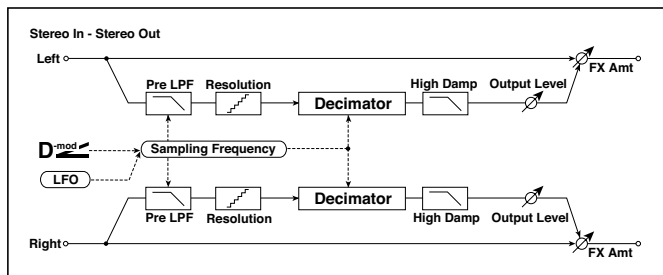 Stereo In - Stereo Out
Left
FX Amt
Pre LPF
Resolution
Decimator
High Damp
Output Level
D-mod
Sampling Frequency
LFO
Decimator
Pre LPF
Resolution
High Damp
Output Level
Right
FX Amt